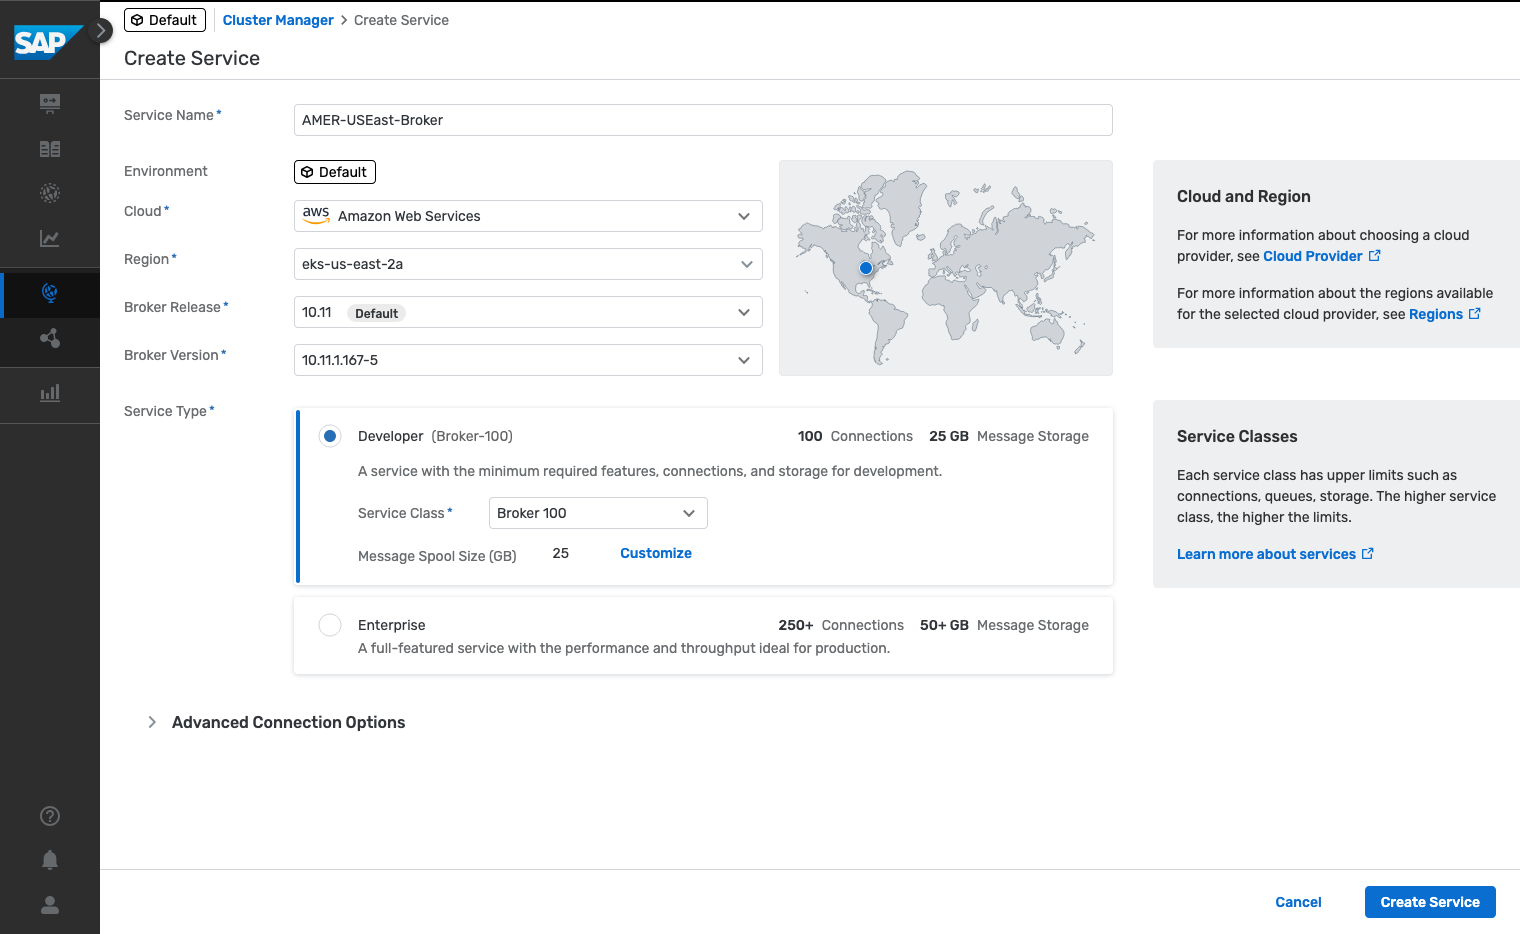 SAP
Default
Cluster Manager > Create Service
Create Service
Service Name*
AMER-USEast-Broker
Environment
Default
Cloud*
aws Amazon Web Services
Region*
eks-us-east-2a
Broker Release*
10.11 Default
Broker Version*
10.11.1.167-5
Cloud and Region
For more information about choosing a cloud
provider, see Cloud Provider
For more information about the regions available
for the selected cloud provider, see Regions
Service Type*
Developer (Broker-100)
100 Connections 25 GB Message Storage
A service with the minimum required features, connections, and storage for development.
Service Class*
Broker 100
Message Spool Size (GB)
25
Customize
Enterprise
250+ Connections 50+ GB Message Storage
A full-featured service with the performance and throughput ideal for production.
Service Classes
Each service class has upper limits such as
connections, queues, storage. The higher service
class, the higher the limits.
Learn more about services
Advanced Connection Options
Cancel
Create Service